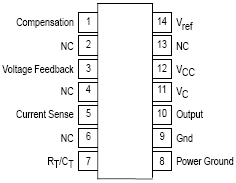 Compensation 1 14 Vref
NC 2 13 NC
Voltage Feedback 3 12 VCC
NC 4 11 VC
Current Sense 5 10 Output
NC 6 9 Gnd
RT/CT 7 8 Power Ground